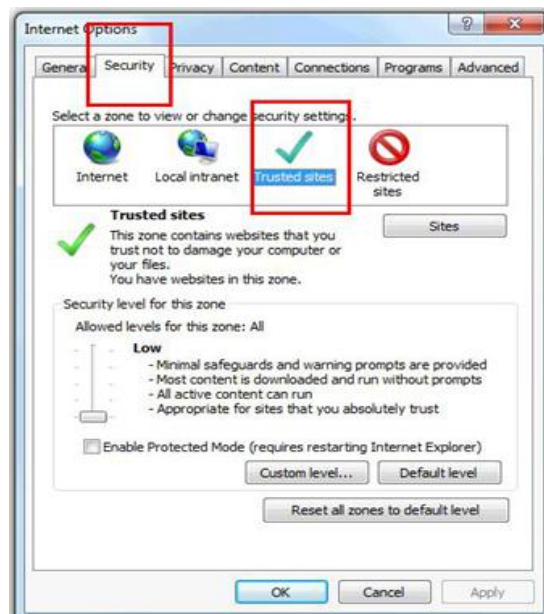 Internet Options
General Security Privacy Content Connections Programs Advanced
Select a zone to view or change security settings.
Internet Local intranet Trusted sites Restricted
sites
Trusted sites
Sites
This zone contains websites that you
trust not to damage your computer or
your files.
You have websites in this zone.
Security level for this zone
Allowed levels for this zone: All
Low
- Minimal safeguards and warning prompts are provided
- Most content is downloaded and run without prompts
- All active content can run
- Appropriate for sites that you absolutely trust
Enable Protected Mode (requires restarting Internet Explorer)
Custom level... Default level
Reset all zones to default level
OK Cancel Apply